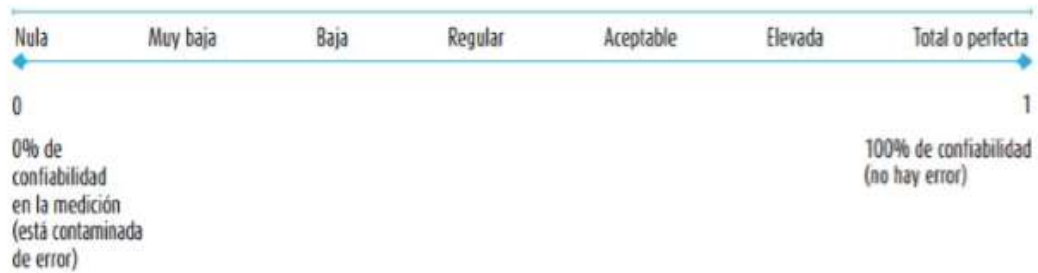 Nula Muy baja Baja Regular Aceptable Elevada Total o perfecta
0 1
0% de
confiabilidad
en la medición
(está contaminada
de error)
100% de confiabilidad
(no hay error)